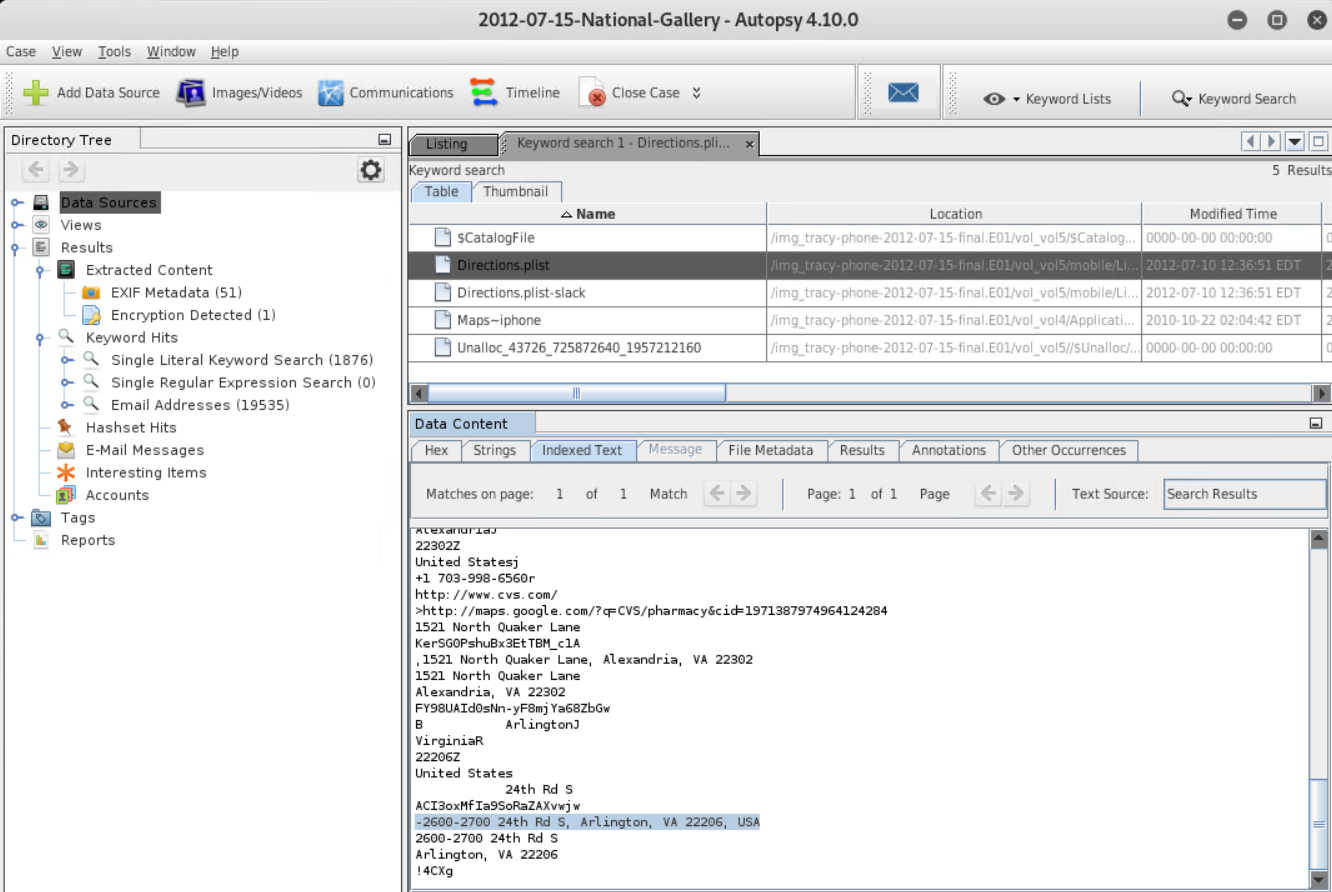 2012-07-15-National-Gallery - Autopsy 4.10.0
Case View Tools Window Help
Add Data Source Images/Videos Communications Timeline Close Case Keyword Lists Keyword Search
Directory Tree
Data Sources
Views
Results
Extracted Content
EXIF Metadata (51)
Encryption Detected (1)
Keyword Hits
Single Literal Keyword Search (1876)
Single Regular Expression Search (0)
Email Addresses (19535)
Hashset Hits
E-Mail Messages
Interesting Items
Accounts
Tags
Reports
Listing Keyword search 1 - Directions.pli...
Keyword search 5 Results
Table Thumbnail
Name Location Modified Time
$CatalogFile /img_tracy-phone-2012-07-15-final.E01/vol_vol5/$Catalog... 0000-00-00 00:00:00
Directions.plist /img_tracy-phone-2012-07-15-final.E01/vol_vol5/mobile/Li... 2012-07-10 12:36:51 EDT
Directions.plist-slack /img_tracy-phone-2012-07-15-final.E01/vol_vol5/mobile/Li... 2012-07-10 12:36:51 EDT
Maps~iphone /img_tracy-phone-2012-07-15-final.E01/vol_vol4/Applicati... 2010-10-22 02:04:42 EDT
Unalloc_43726_725872640_1957212160 /img_tracy-phone-2012-07-15-final.E01/vol_vol5//$Unalloc/... 0000-00-00 00:00:00
Data Content
Hex Strings Indexed Text Message File Metadata Results Annotations Other Occurrences
Matches on page: 1 of 1 Match Page: 1 of 1 Page Text Source: Search Results
AlexandriaJ
22302Z
United Statesj
+1 703-998-6560r
http://www.cvs.com/
>http://maps.google.com/?q=CVS/pharmacy&cid=1971387974964124284
1521 North Quaker Lane
KerSG0PshuBx3EtTBM_c1A
,1521 North Quaker Lane, Alexandria, VA 22302
1521 North Quaker Lane
Alexandria, VA 22302
FY98UAId0sNn-yF8mjYa68ZbGw
B ArlingtonJ
VirginiaR
22206Z
United States
24th Rd S
ACI3oxMfIa9SoRaZAXvwjw
-2600-2700 24th Rd S, Arlington, VA 22206, USA
2600-2700 24th Rd S
Arlington, VA 22206
!4CXg